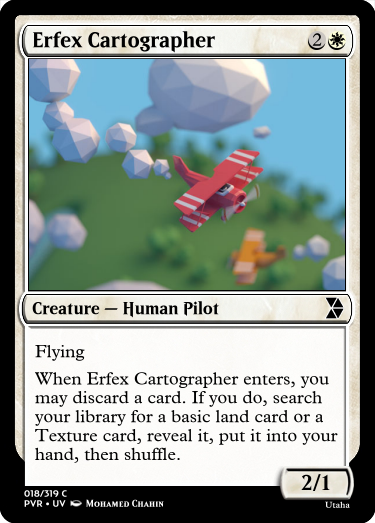 Erfex Cartographer 2
Creature — Human Pilot
Flying
When Erfex Cartographer enters, you
may discard a card. If you do, search
your library for a basic land card or a
Texture card, reveal it, put it into your
hand, then shuffle.
2/1
018/319 C
PVR • UV Mohamed Chahin
Utaha